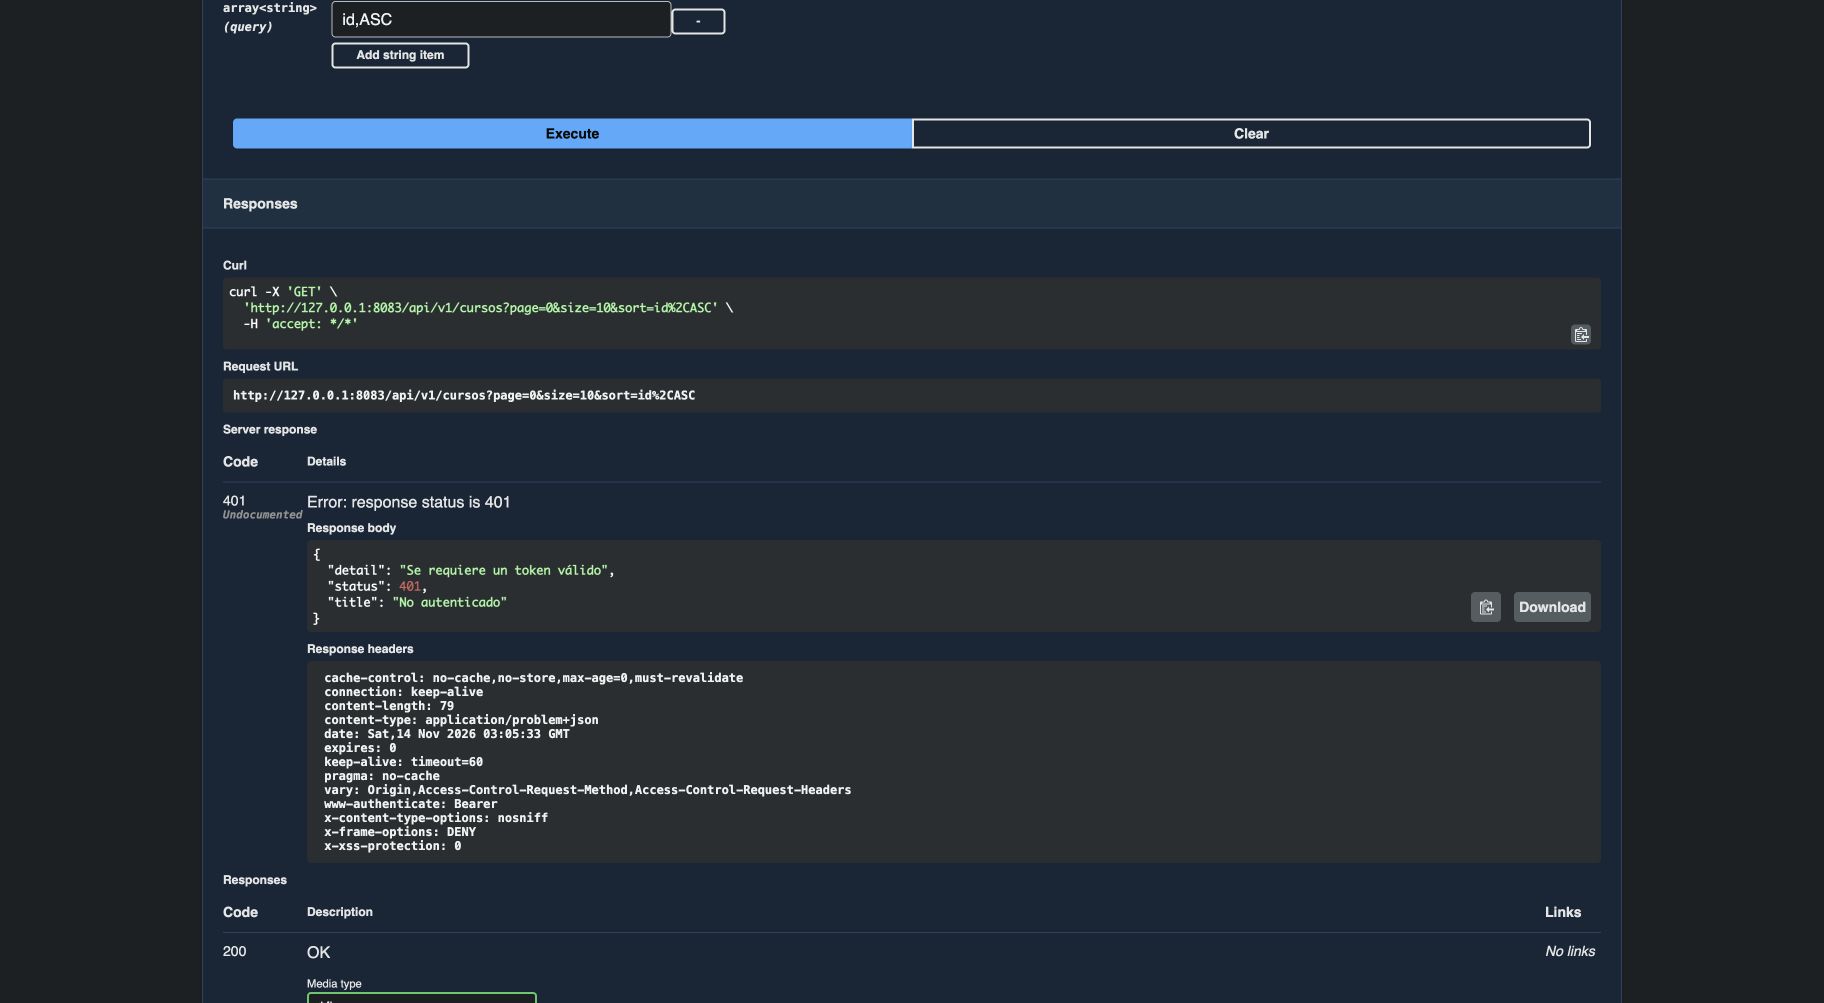 array<string>
(query)
id,ASC
-
Add string item
Execute
Clear
Responses
Curl
curl -X 'GET' \
'http://127.0.0.1:8083/api/v1/cursos?page=0&size=10&sort=id%2CASC' \
-H 'accept: */*'
Request URL
http://127.0.0.1:8083/api/v1/cursos?page=0&size=10&sort=id%2CASC
Server response
Code
Details
401
Undocumented
Error: response status is 401
Response body
{
"detail": "Se requiere un token válido",
"status": 401,
"title": "No autenticado"
}
Download
Response headers
cache-control: no-cache,no-store,max-age=0,must-revalidate
connection: keep-alive
content-length: 79
content-type: application/problem+json
date: Sat,14 Nov 2026 03:05:33 GMT
expires: 0
keep-alive: timeout=60
pragma: no-cache
vary: Origin,Access-Control-Request-Method,Access-Control-Request-Headers
www-authenticate: Bearer
x-content-type-options: nosniff
x-frame-options: DENY
x-xss-protection: 0
Responses
Code
Description
Links
200
OK
No links
Media type